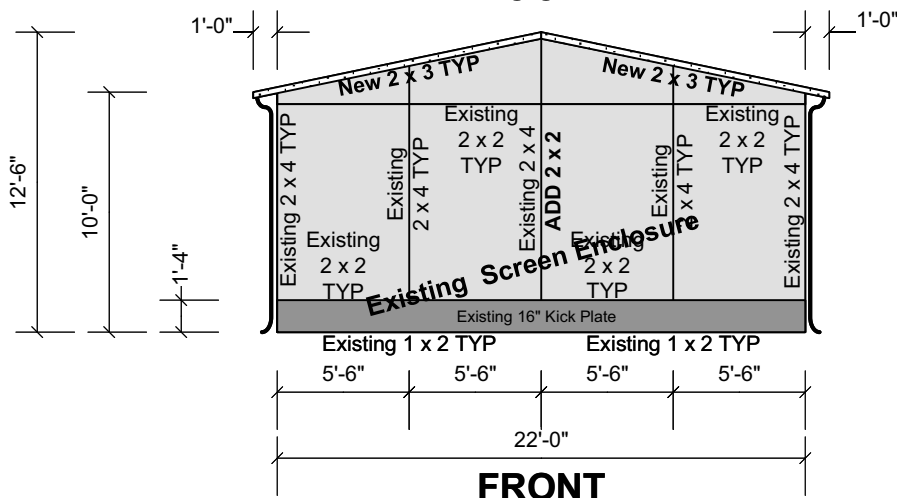 1'-0"
1'-0"
New 2 x 3 TYP
New 2 x 3 TYP
12'-6"
10'-0"
1'-4"
Existing 2 x 4 TYP
Existing
2 x 4 TYP
Existing
2 x 2
TYP
Existing 2 x 4
ADD 2 x 2
Existing
2 x 4 TYP
Existing
2 x 2
TYP
Existing 2 x 4 TYP
Existing
2 x 2
TYP
Existing
2 x 2
TYP
Existing Screen Enclosure
Existing 16" Kick Plate
Existing 1 x 2 TYP
Existing 1 x 2 TYP
5'-6"
5'-6"
5'-6"
5'-6"
22'-0"
FRONT